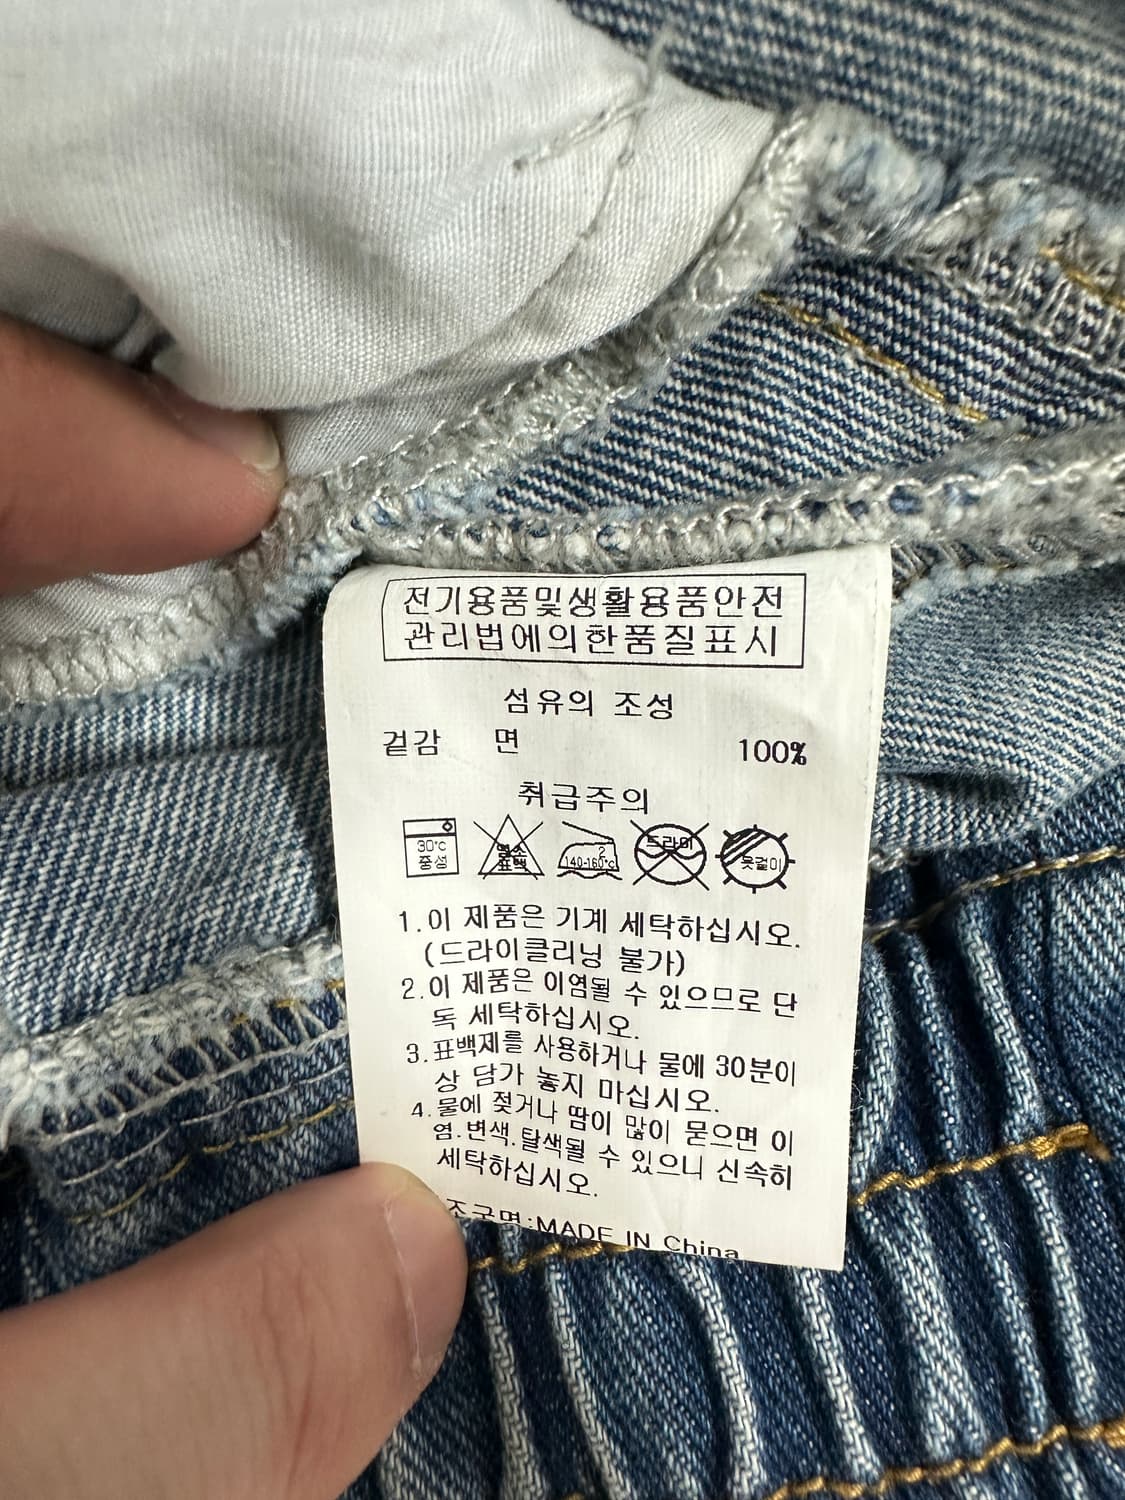 전기용품및생활용품안전
관리법에의한품질표시
섬유의 조성
겉감 면 100%
취급주의
30℃ 중성
염소 표백
140-160℃
드라이
옷걸이
1.이 제품은 기계 세탁하십시오.
(드라이클리닝 불가)
2.이 제품은 이염될 수 있으므로 단
독 세탁하십시오.
3.표백제를 사용하거나 물에 30분이
상 담가 놓지 마십시오.
4.물에 젖거나 땀이 많이 묻으면 이
염.변색.탈색될 수 있으니 신속히
세탁하십시오.
조국명:MADE IN China